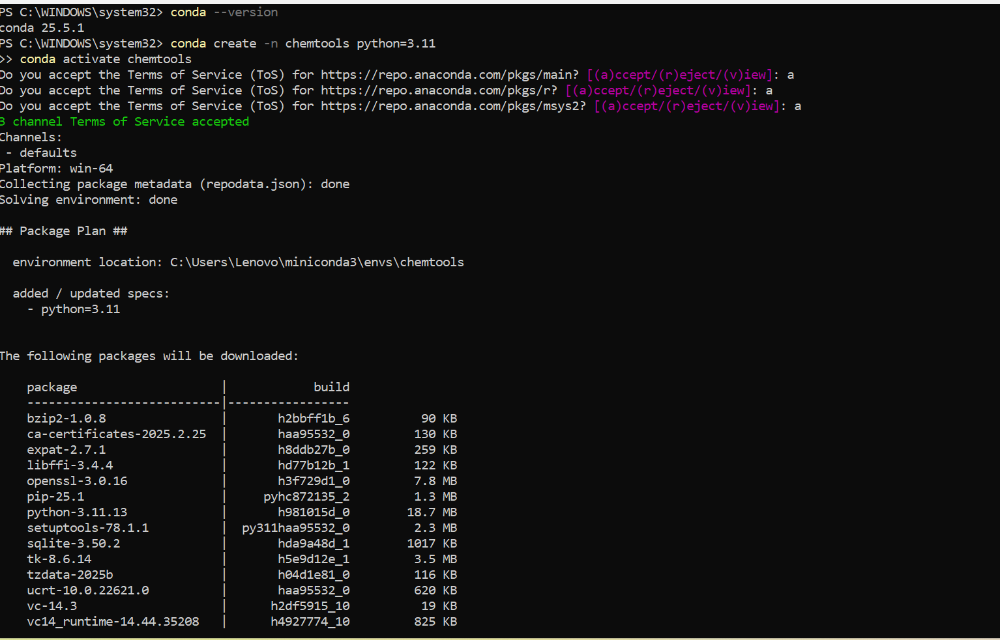 PS C:\WINDOWS\system32> conda --version
conda 25.5.1
PS C:\WINDOWS\system32> conda create -n chemtools python=3.11
>> conda activate chemtools
Do you accept the Terms of Service (ToS) for https://repo.anaconda.com/pkgs/main? [(a)ccept/(r)eject/(v)iew]: a
Do you accept the Terms of Service (ToS) for https://repo.anaconda.com/pkgs/r? [(a)ccept/(r)eject/(v)iew]: a
Do you accept the Terms of Service (ToS) for https://repo.anaconda.com/pkgs/msys2? [(a)ccept/(r)eject/(v)iew]: a
3 channel Terms of Service accepted
Channels:
 - defaults
Platform: win-64
Collecting package metadata (repodata.json): done
Solving environment: done

## Package Plan ##

  environment location: C:\Users\Lenovo\miniconda3\envs\chemtools

  added / updated specs:
    - python=3.11


The following packages will be downloaded:

    package                    |            build
    ---------------------------|-----------------
    bzip2-1.0.8                |       h2bbff1b_6          90 KB
    ca-certificates-2025.2.25  |       haa95532_0         130 KB
    expat-2.7.1                |       h8ddb27b_0         259 KB
    libffi-3.4.4               |       hd77b12b_1         122 KB
    openssl-3.0.16             |       h3f729d1_0         7.8 MB
    pip-25.1                   |     pyhc872135_2         1.3 MB
    python-3.11.13             |       h981015d_0        18.7 MB
    setuptools-78.1.1          |  py311haa95532_0         2.3 MB
    sqlite-3.50.2              |       hda9a48d_1        1017 KB
    tk-8.6.14                  |       h5e9d12e_1         3.5 MB
    tzdata-2025b               |       h04d1e81_0         116 KB
    ucrt-10.0.22621.0          |       haa95532_0         620 KB
    vc-14.3                    |      h2df5915_10          19 KB
    vc14_runtime-14.44.35208   |      h4927774_10         825 KB